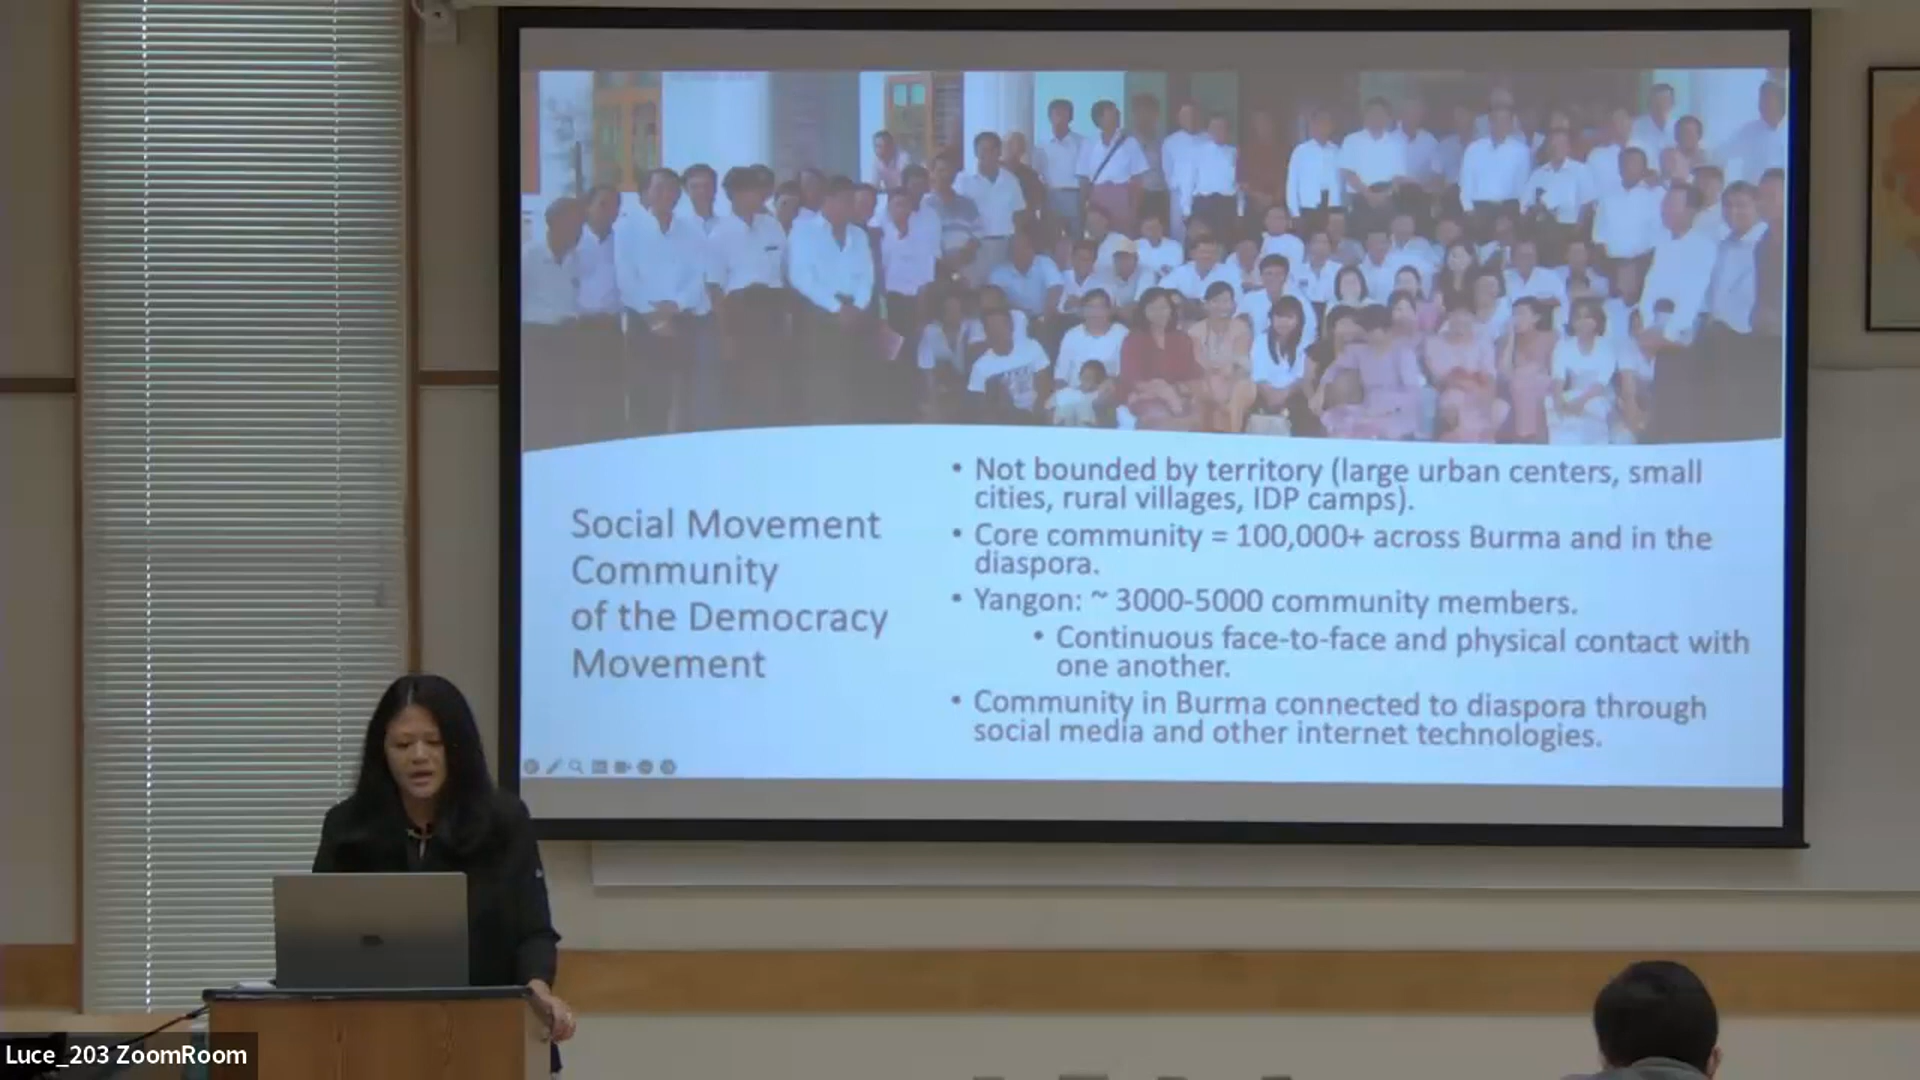 Social Movement
Community
of the Democracy
Movement
• Not bounded by territory (large urban centers, small
cities, rural villages, IDP camps).
• Core community = 100,000+ across Burma and in the
diaspora.
• Yangon: ~ 3000-5000 community members.
• Continuous face-to-face and physical contact with
one another.
• Community in Burma connected to diaspora through
social media and other internet technologies.
Luce_203 ZoomRoom